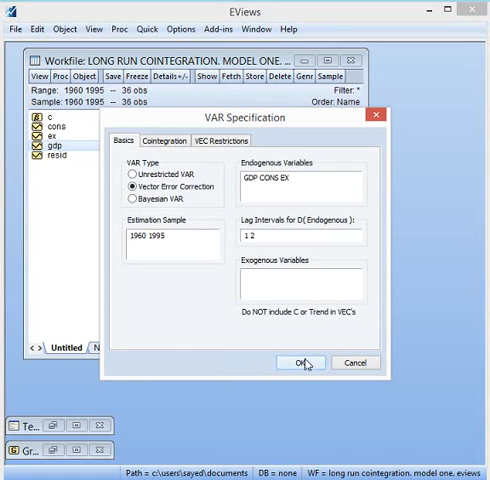 EViews
File Edit Object View Proc Quick Options Add-ins Window Help
Workfile: LONG RUN COINTEGRATION. MODEL ONE. ...
View Proc Object Save Freeze Details+/- Show Fetch Store Delete Genr Sample
Range: 1960 1995 -- 36 obs Filter: *
Sample: 1960 1995 -- 36 obs Order: Name
c
cons
ex
gdp
resid
VAR Specification
Basics Cointegration VEC Restrictions
VAR Type
Unrestricted VAR
Vector Error Correction
Bayesian VAR
Estimation Sample
1960 1995
Endogenous Variables
GDP CONS EX
Lag Intervals for D( Endogenous ):
1 2
Exogenous Variables
Do NOT include C or Trend in VEC's
OK Cancel
Untitled N
Te...
Gr...
Path = c:\users\sayed\documents DB = none WF = long run cointegration. model one. eviews